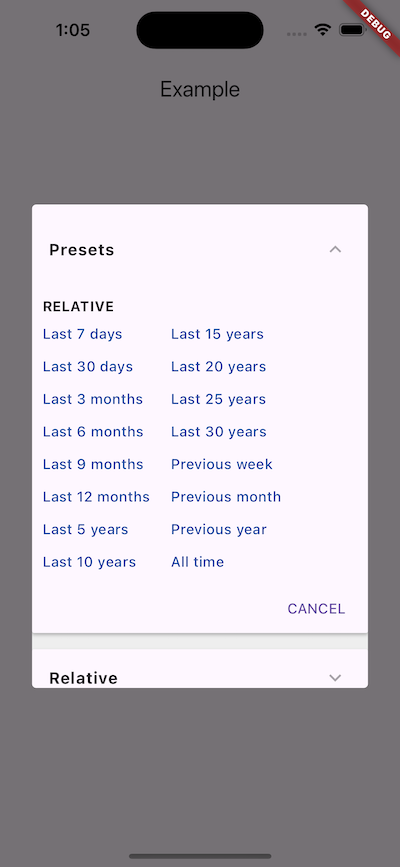 1:05
DEBUG
Example
Presets
RELATIVE
Last 7 days
Last 30 days
Last 3 months
Last 6 months
Last 9 months
Last 12 months
Last 5 years
Last 10 years
Last 15 years
Last 20 years
Last 25 years
Last 30 years
Previous week
Previous month
Previous year
All time
CANCEL
Relative